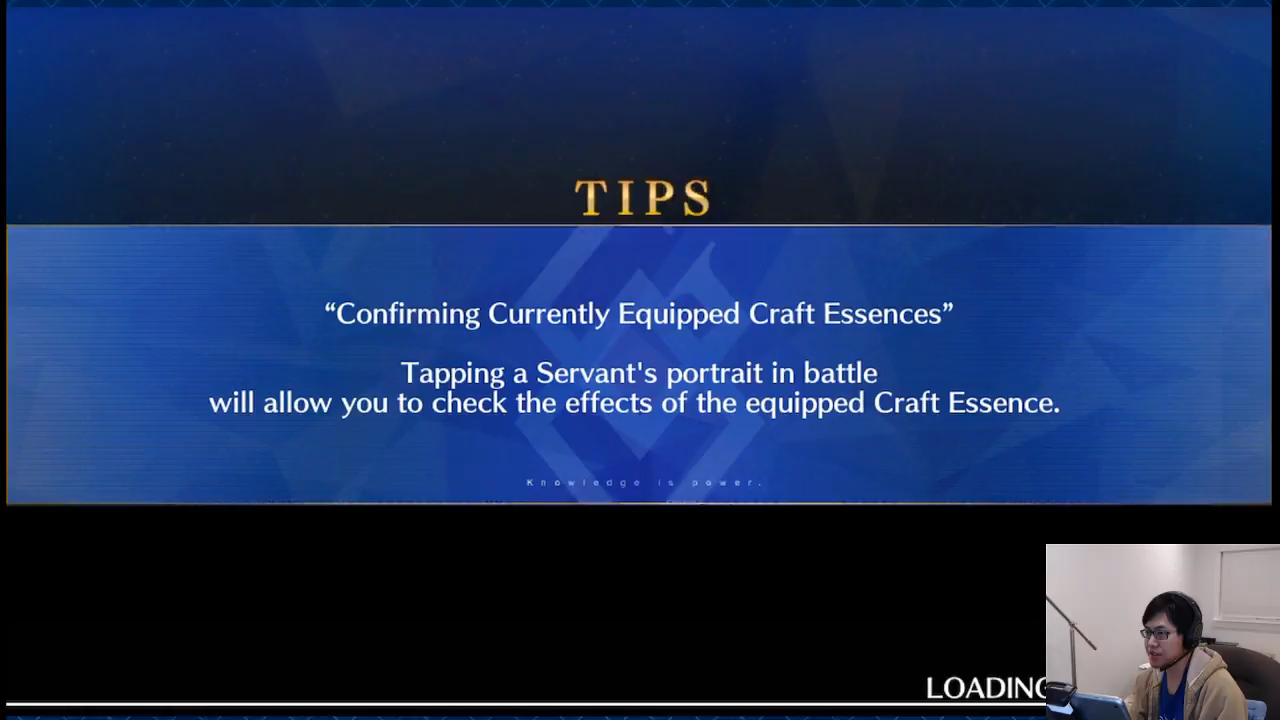 TIPS
“Confirming Currently Equipped Craft Essences”
Tapping a Servant's portrait in battle
will allow you to check the effects of the equipped Craft Essence.
Knowledge is power.
LOADING